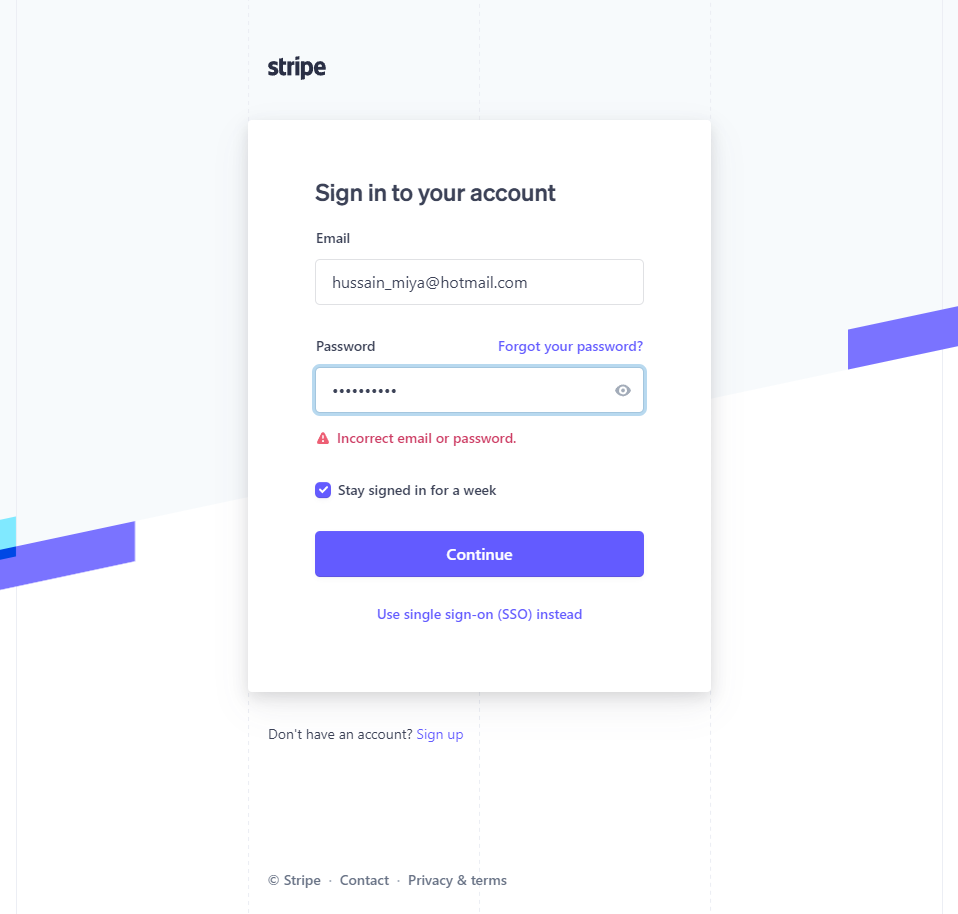 stripe
Sign in to your account
Email
hussain_miya@hotmail.com
Password Forgot your password?
••••••••••
Incorrect email or password.
Stay signed in for a week
Continue
Use single sign-on (SSO) instead
Don't have an account? Sign up
© Stripe · Contact · Privacy & terms